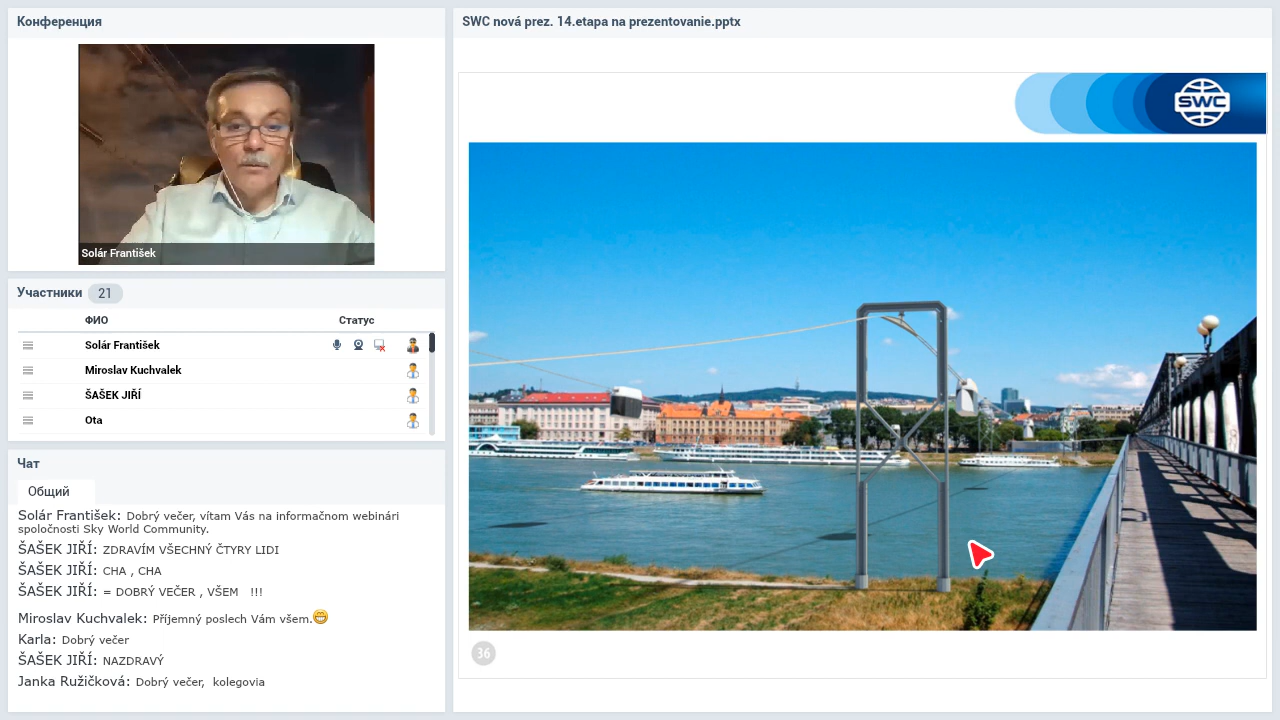 Конференция
Solár František
Участники 21
ФИО Статус
Solár František
Miroslav Kuchvalek
ŠAŠEK JIŘÍ
Ota
Чат
Общий
Solár František: Dobrý večer, vítam Vás na informačnom webinári
spoločnosti Sky World Community.
ŠAŠEK JIŘÍ: ZDRAVÍM VŠECHNÝ ČTYRY LIDI
ŠAŠEK JIŘÍ: CHA , CHA
ŠAŠEK JIŘÍ: = DOBRÝ VEČER , VŠEM !!!
Miroslav Kuchvalek: Příjemný poslech Vám všem.
Karla: Dobrý večer
ŠAŠEK JIŘÍ: NAZDRAVÝ
Janka Ružičková: Dobrý večer, kolegovia
SWC nová prez. 14.etapa na prezentovanie.pptx
SWC
36